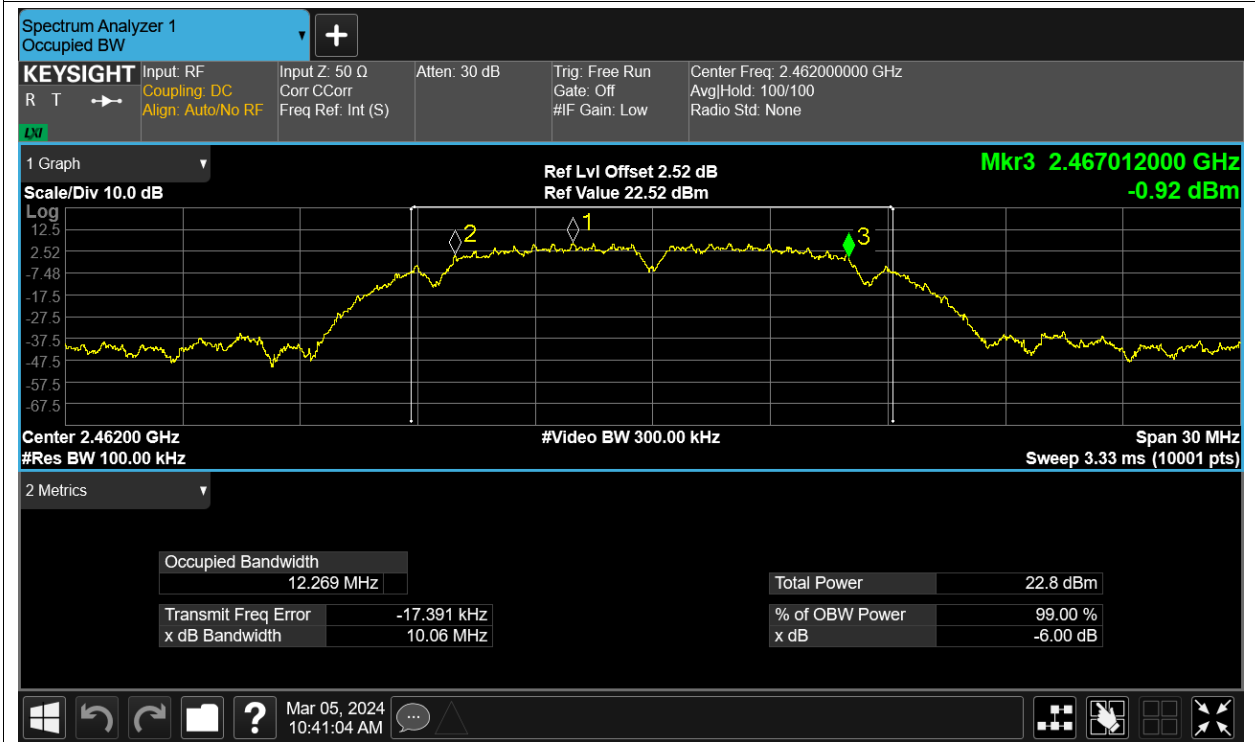 Spectrum Analyzer 1
Occupied BW
KEYSIGHT
R T
LXI
Input: RF
Coupling: DC
Align: Auto/No RF
Input Z: 50 Ω
Corr CCorr
Freq Ref: Int (S)
Atten: 30 dB
Trig: Free Run
Gate: Off
#IF Gain: Low
Center Freq: 2.462000000 GHz
Avg|Hold: 100/100
Radio Std: None
1 Graph
Scale/Div 10.0 dB
Ref Lvl Offset 2.52 dB
Ref Value 22.52 dBm
Mkr3 2.467012000 GHz
-0.92 dBm
Log
12.5
2.52
-7.48
-17.5
-27.5
-37.5
-47.5
-57.5
-67.5
2
1
3
Center 2.46200 GHz
#Res BW 100.00 kHz
#Video BW 300.00 kHz
Span 30 MHz
Sweep 3.33 ms (10001 pts)
2 Metrics
Occupied Bandwidth
12.269 MHz
Transmit Freq Error -17.391 kHz
x dB Bandwidth 10.06 MHz
Total Power 22.8 dBm
% of OBW Power 99.00 %
x dB -6.00 dB
?
Mar 05, 2024
10:41:04 AM